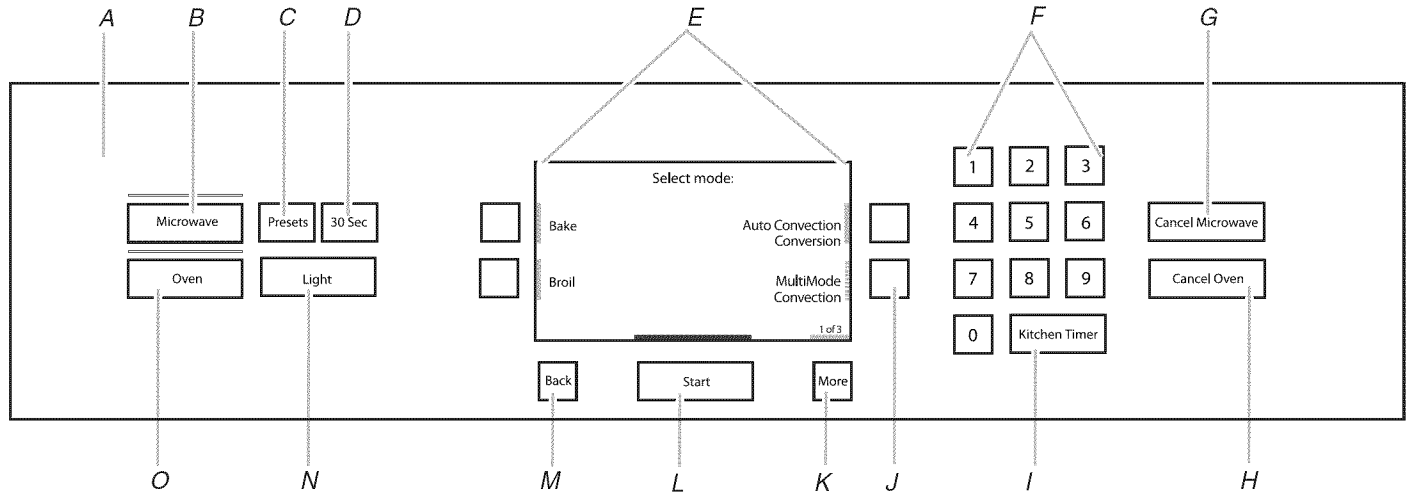 A B C D E F G
Select mode:
1 2 3
Microwave Presets 30 Sec
Bake Auto Convection
Conversion
4 5 6
Cancel Microwave
Oven Light
Broil MultiMode
Convection
7 8 9
Cancel Oven
1 of 3
0 Kitchen Timer
Back Start More
O N M L K J I H